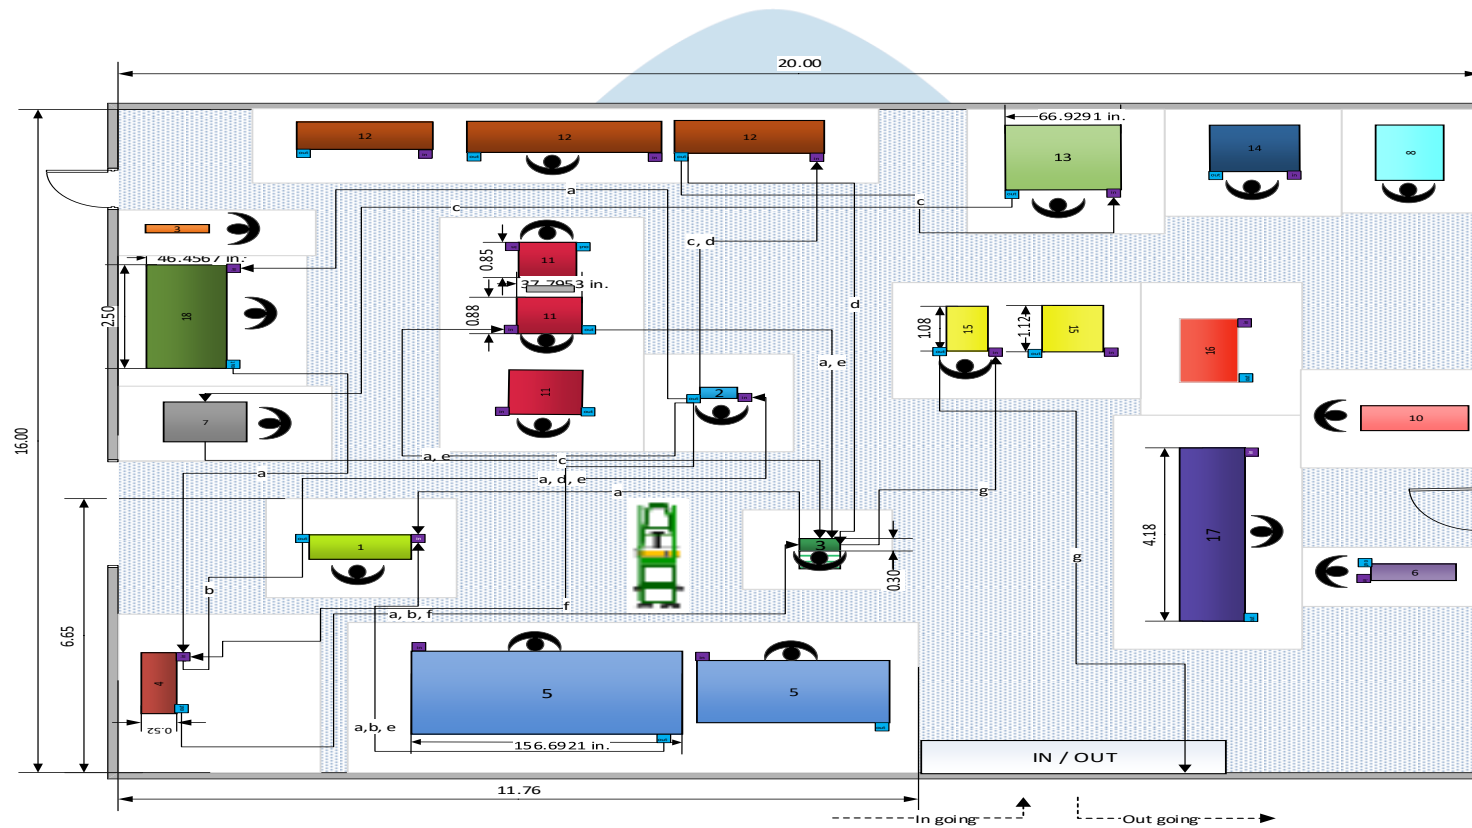 20.00
66.9291 in.
12
12
12
13
14
8
a
c
c
3
c, d
46.4567 in.
11
0.85
37.7953 in.
2.50
18
0.88
11
d
1.08
15
1.12
15
16
a, e
11
2
7
10
16.00
a, e
c
a
a, d, e
a
g
4.18
17
T
1
3
0.30
g
6
b
f
a, b, f
6.65
4
5
5
0.52
a,b, e
156.6921 in.
IN / OUT
11.76
In going
Out going